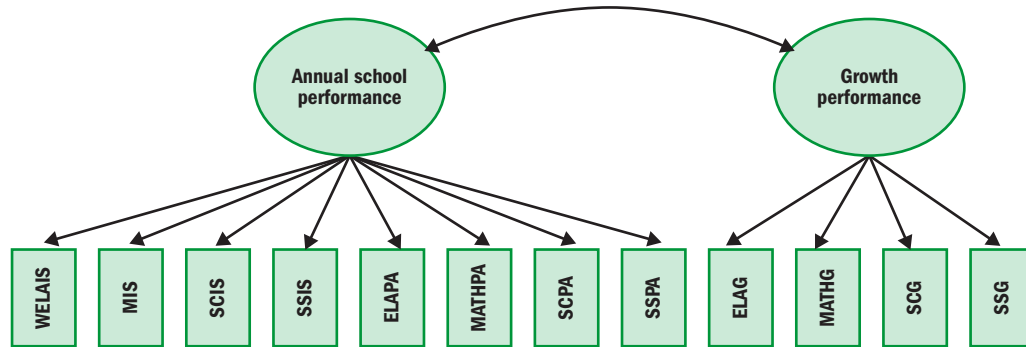 Annual school
performance
Growth
performance
WELAIS
MIS
SCIS
SSIS
ELAPA
MATHPA
SCPA
SSPA
ELAG
MATHG
SCG
SSG